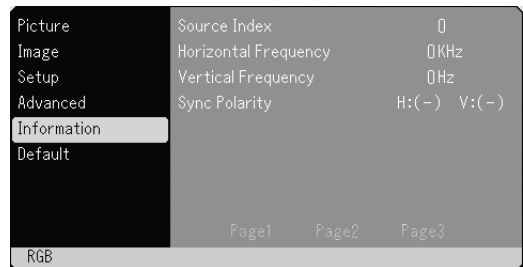 Picture
Image
Setup
Advanced
Information
Default
Source Index 0
Horizontal Frequency 0KHz
Vertical Frequency 0Hz
Sync Polarity H:(-) V:(-)
Page1 Page2 Page3
RGB